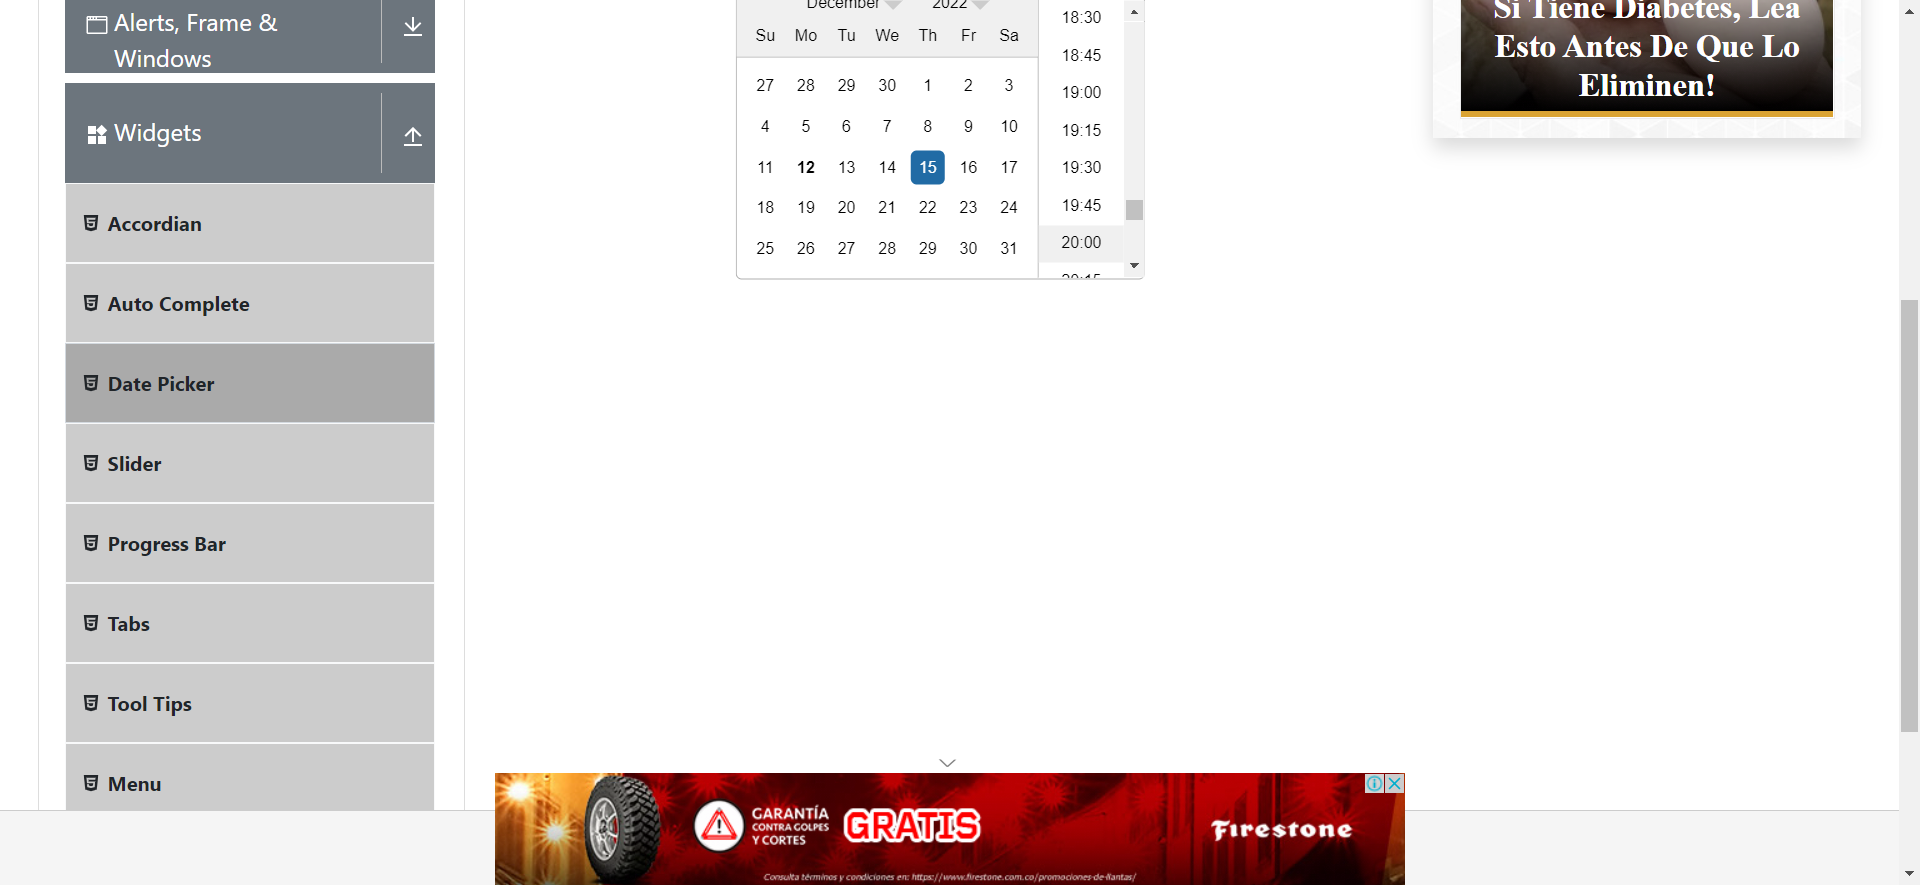 Alerts, Frame &
Windows
Widgets
Accordian
Auto Complete
Date Picker
Slider
Progress Bar
Tabs
Tool Tips
Menu
December 2022
Su Mo Tu We Th Fr Sa
27 28 29 30 1 2 3
4 5 6 7 8 9 10
11 12 13 14 15 16 17
18 19 20 21 22 23 24
25 26 27 28 29 30 31
18:30
18:45
19:00
19:15
19:30
19:45
20:00
20:15
Si Tiene Diabetes, Lea
Esto Antes De Que Lo
Eliminen!
GARANTÍA
CONTRA GOLPES
Y CORTES
GRATIS
Firestone
Consulta términos y condiciones en: https://www.firestone.com.co/promociones-de-llantas/